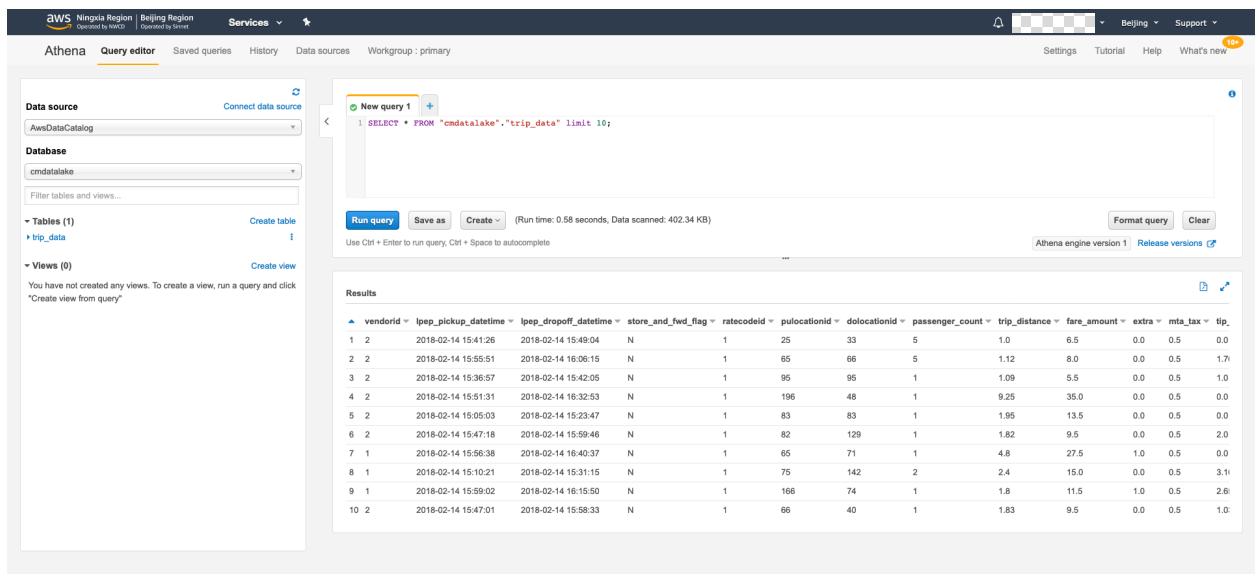 aws Ningxia Region Beijing Region Services Beijing Support
Operated by NWCD Operated by Sinnet
Athena Query editor Saved queries History Data sources Workgroup : primary Settings Tutorial Help What's new 10+
Data source Connect data source
AwsDataCatalog
Database
cmdatalake
Filter tables and views...
Tables (1) Create table
trip_data
Views (0) Create view
You have not created any views. To create a view, run a query and click
"Create view from query"
New query 1 +
1 SELECT * FROM "cmdatalake"."trip_data" limit 10;
Run query Save as Create (Run time: 0.58 seconds, Data scanned: 402.34 KB) Format query Clear
Use Ctrl + Enter to run query, Ctrl + Space to autocomplete Athena engine version 1 Release versions
Results
vendorid lpep_pickup_datetime lpep_dropoff_datetime store_and_fwd_flag ratecodeid pulocationid dolocationid passenger_count trip_distance fare_amount extra mta_tax tip_
1 2 2018-02-14 15:41:26 2018-02-14 15:49:04 N 1 25 33 5 1.0 6.5 0.0 0.5 0.0
2 2 2018-02-14 15:55:51 2018-02-14 16:06:15 N 1 65 66 5 1.12 8.0 0.0 0.5
3 2 2018-02-14 15:36:57 2018-02-14 15:42:05 N 1 95 95 1 1.09 5.5 0.0 0.5 1.0
4 2 2018-02-14 15:51:31 2018-02-14 16:32:53 N 1 196 48 1 9.25 35.0 0.0 0.5 0.0
5 2 2018-02-14 15:05:03 2018-02-14 15:23:47 N 1 83 83 1 1.95 13.5 0.0 0.5 0.0
6 2 2018-02-14 15:47:18 2018-02-14 15:59:46 N 1 82 129 1 1.82 9.5 0.0 0.5 2.0
7 1 2018-02-14 15:56:38 2018-02-14 16:40:37 N 1 65 71 1 4.8 27.5 1.0 0.5 0.0
8 1 2018-02-14 15:10:21 2018-02-14 15:31:15 N 1 75 142 2 2.4 15.0 0.0 0.5
9 1 2018-02-14 15:59:02 2018-02-14 16:15:50 N 1 166 74 1 1.8 11.5 1.0 0.5
10 2 2018-02-14 15:47:01 2018-02-14 15:58:33 N 1 66 40 1 1.83 9.5 0.0 0.5